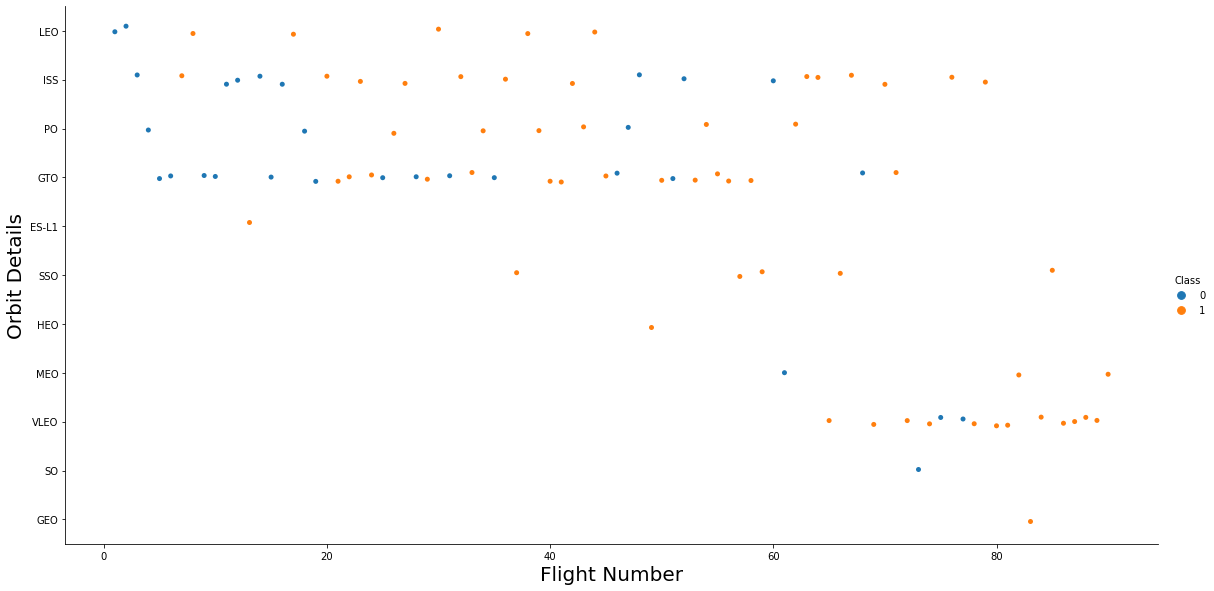 LEO
ISS
PO
GTO
ES-L1
SSO
HEO
MEO
VLEO
SO
GEO
Orbit Details
0 20 40 60 80
Flight Number
Class
0
1